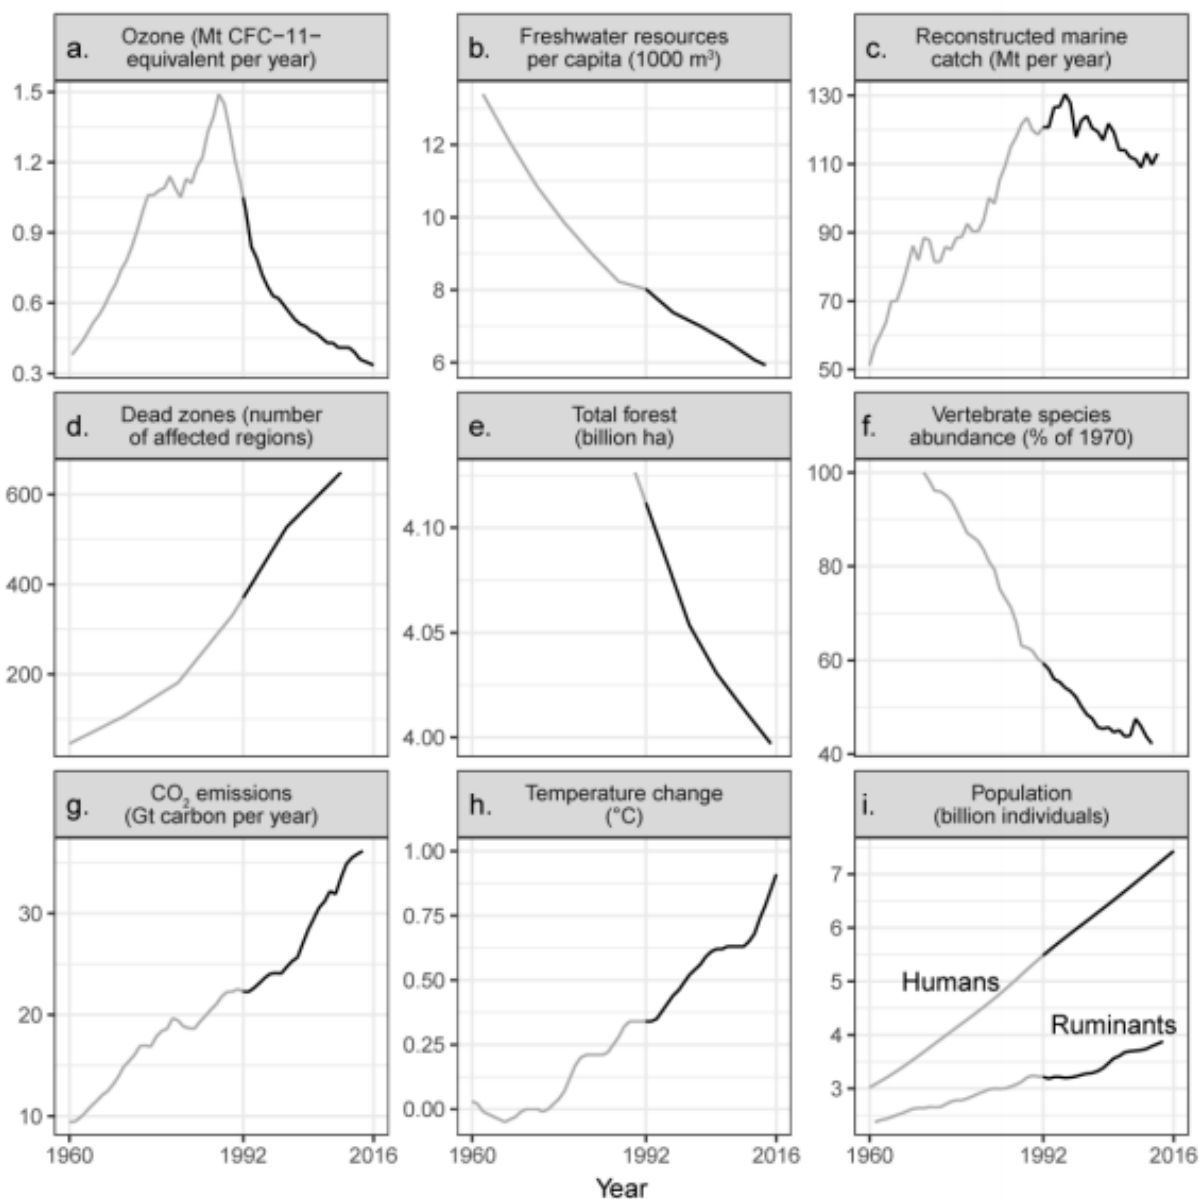 a. Ozone (Mt CFC−11−
equivalent per year)
b. Freshwater resources
per capita (1000 m³)
c. Reconstructed marine
catch (Mt per year)
1.5
1.2
0.9
0.6
0.3
12
10
8
6
130
110
90
70
50
d. Dead zones (number
of affected regions)
e. Total forest
(billion ha)
f. Vertebrate species
abundance (% of 1970)
600
400
200
4.10
4.05
4.00
100
80
60
40
g. CO₂ emissions
(Gt carbon per year)
h. Temperature change
(°C)
i. Population
(billion individuals)
30
20
10
1.00
0.75
0.50
0.25
0.00
7
6
5
4
3
Humans
Ruminants
1960 1992 2016
1960 1992 2016
1960 1992 2016
Year